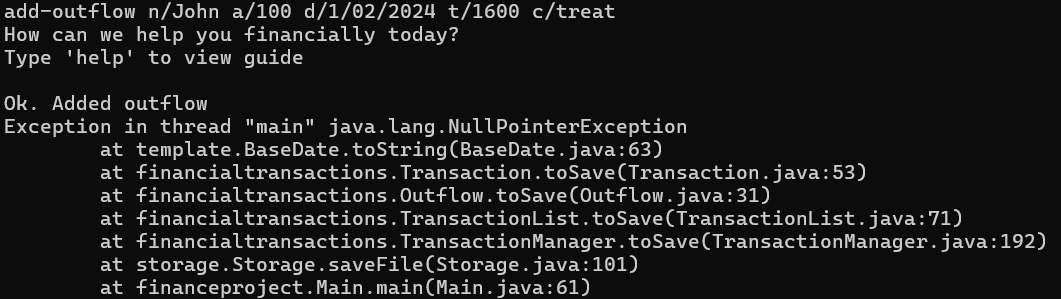 add-outflow n/John a/100 d/1/02/2024 t/1600 c/treat
How can we help you financially today?
Type 'help' to view guide
Ok. Added outflow
Exception in thread "main" java.lang.NullPointerException
at template.BaseDate.toString(BaseDate.java:63)
at financialtransactions.Transaction.toSave(Transaction.java:53)
at financialtransactions.Outflow.toSave(Outflow.java:31)
at financialtransactions.TransactionList.toSave(TransactionList.java:71)
at financialtransactions.TransactionManager.toSave(TransactionManager.java:192)
at storage.Storage.saveFile(Storage.java:101)
at financeproject.Main.main(Main.java:61)